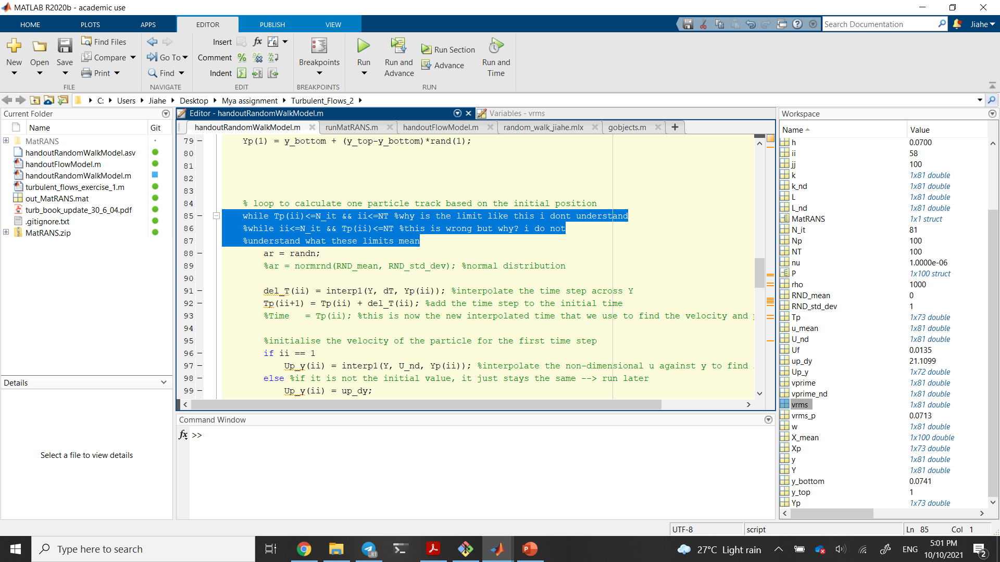 MATLAB R2020b - academic use
HOME PLOTS APPS EDITOR PUBLISH VIEW
Search Documentation
Jiahe
New
Open
Save
Find Files
Compare
Print
FILE
Go To
Find
NAVIGATE
Insert fx
Comment
Indent
EDIT
Breakpoints
BREAKPOINTS
Run
Run and Advance
Run Section
Advance
Run and Time
RUN
C: Users Jiahe Desktop Mya assignment Turbulent_Flows_2
Current Folder
Name Git
MatRANS
handoutRandomWalkModel.asv
handoutFlowModel.m
handoutRandomWalkModel.m
turbulent_flows_exercise_1.m
out_MatRANS.mat
turb_book_update_30_6_04.pdf
.gitignore.txt
MatRANS.zip
Details
Select a file to view details
Editor - handoutRandomWalkModel.m
Variables - vrms
handoutRandomWalkModel.m runMatRANS.m handoutFlowModel.m random_walk_jiahe.mlx gobjects.m
79 Yp(1) = y_bottom + (y_top-y_bottom)*rand(1);
80
81
82
83
84 % loop to calculate one particle track based on the initial position
85 while Tp(ii)<=N_it && ii<=NT %why is the limit like this i dont understand
86 %while ii<=N_it && Tp(ii)<=NT %this is wrong but why? i do not
87 %understand what these limits mean
88 ar = randn;
89 %ar = normrnd(RND_mean, RND_std_dev); %normal distribution
90
91 del_T(ii) = interp1(Y, dT, Yp(ii)); %interpolate the time step across Y
92 Tp(ii+1) = Tp(ii) + del_T(ii); %add the time step to the initial time
93 %Time = Tp(ii); %this is now the new interpolated time that we use to find the velocity and
94
95 %initialise the velocity of the particle for the first time step
96 if ii == 1
97 Up_y(ii) = interp1(Y, U_nd, Yp(ii)); %interpolate the non-dimensional u against y to find
98 else %if it is not the initial value, it just stays the same --> run later
99 Up_y(ii) = up_dy;
Command Window
fx >>
Workspace
Name Value
h 0.0700
ii 58
jj 100
k 1x81 double
k_nd 1x81 double
L 1x81 double
L_nd 1x81 double
MatRANS 1x1 struct
N_it 81
Np 100
NT 100
nu 1.0000e-06
P 1x100 struct
rho 1000
RND_mean 0
RND_std_dev 1
Tp 1x73 double
u_mean 1x81 double
U_nd 1x81 double
Uf 0.0135
up_dy 21.1099
Up_y 1x72 double
vprime 1x81 double
vprime_nd 1x81 double
vrms 1x81 double
vrms_p 0.0713
w 1x81 double
X_mean 1x100 double
Xp 1x73 double
y 1x81 double
Y 1x81 double
y_bottom 0.0741
y_top 1
Yp 1x73 double
UTF-8 script Ln 85 Col 1
Type here to search
81
27°C Light rain
ENG
5:01 PM
10/10/2021
2